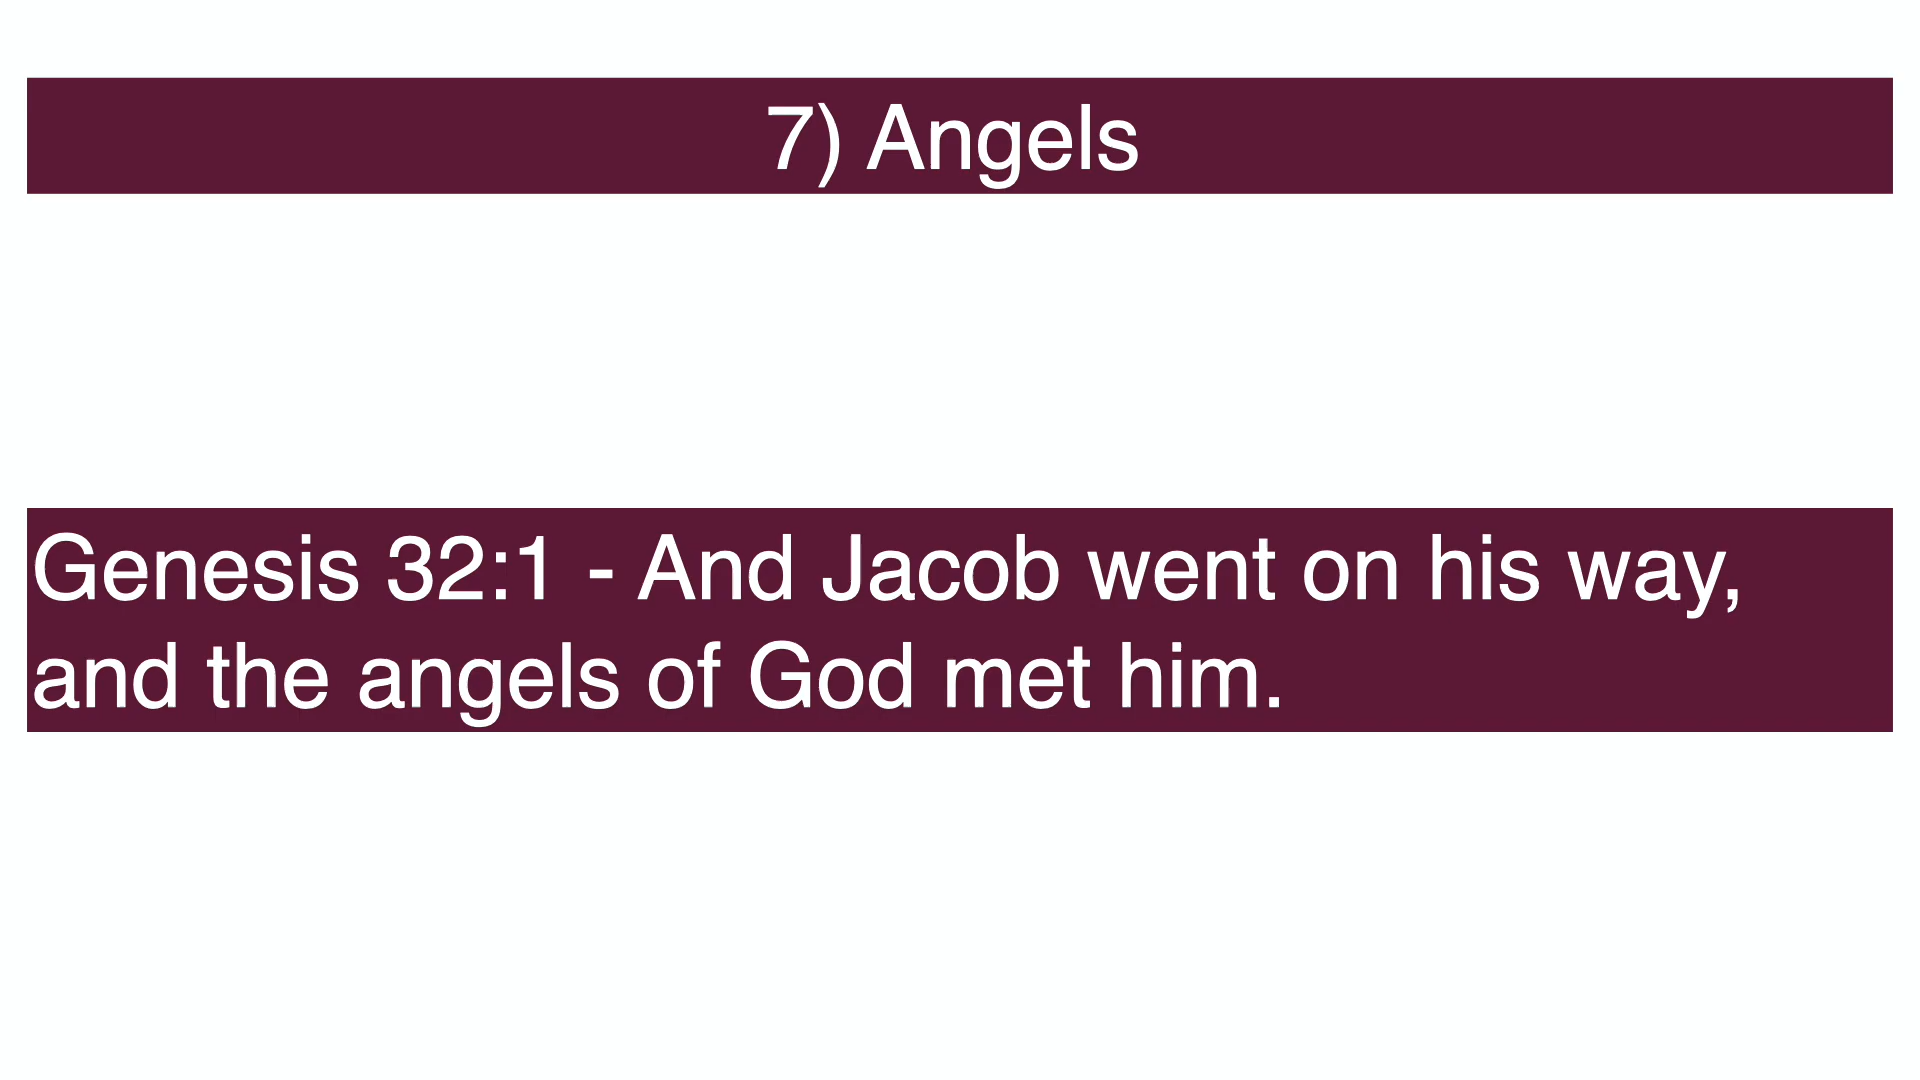 7) Angels
Genesis 32:1 - And Jacob went on his way,
and the angels of God met him.